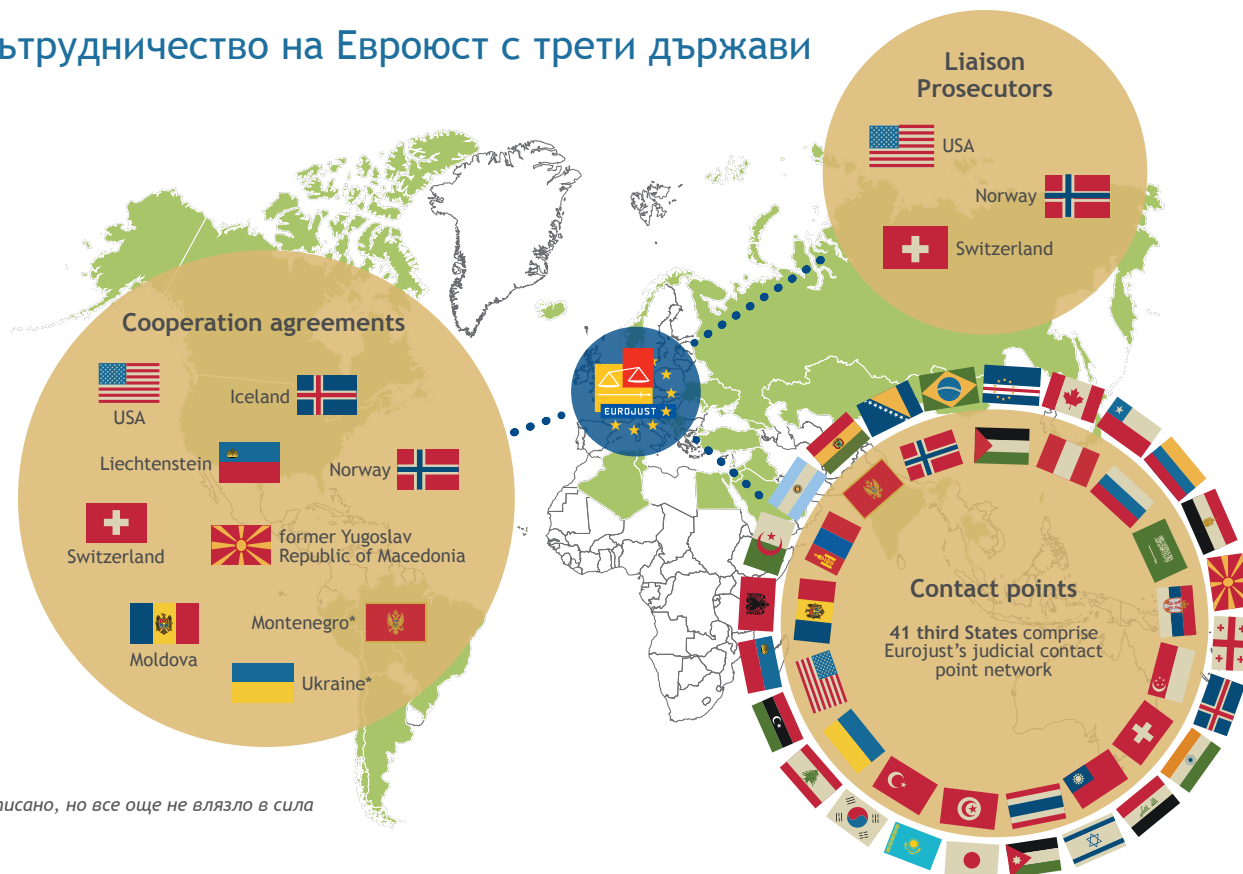 ътрудничество на Евроюст с трети държави
Liaison
Prosecutors
USA
Norway
Switzerland
Cooperation agreements
USA
Iceland
Liechtenstein
Norway
Switzerland
former Yugoslav
Republic of Macedonia
Moldova
Montenegro*
Ukraine*
EUROJUST
Contact points
41 third States comprise
Eurojust's judicial contact
point network
писано, но все още не влязло в сила